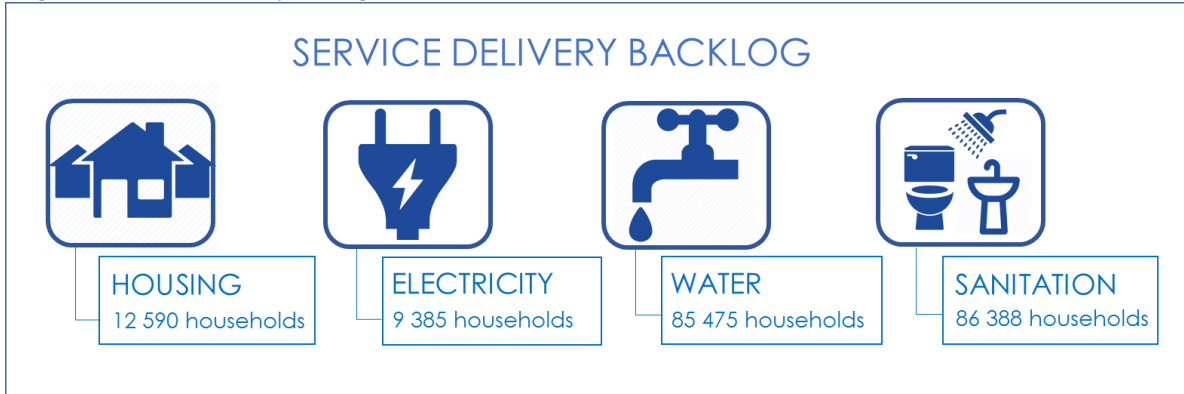 SERVICE DELIVERY BACKLOG
HOUSING
12 590 households
ELECTRICITY
9 385 households
WATER
85 475 households
SANITATION
86 388 households